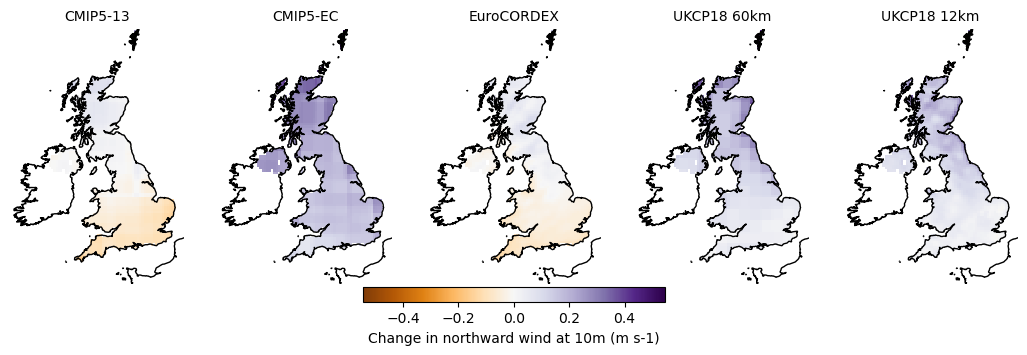 CMIP5-13 CMIP5-EC EuroCORDEX UKCP18 60km UKCP18 12km
−0.4 −0.2 0.0 0.2 0.4
Change in northward wind at 10m (m s-1)